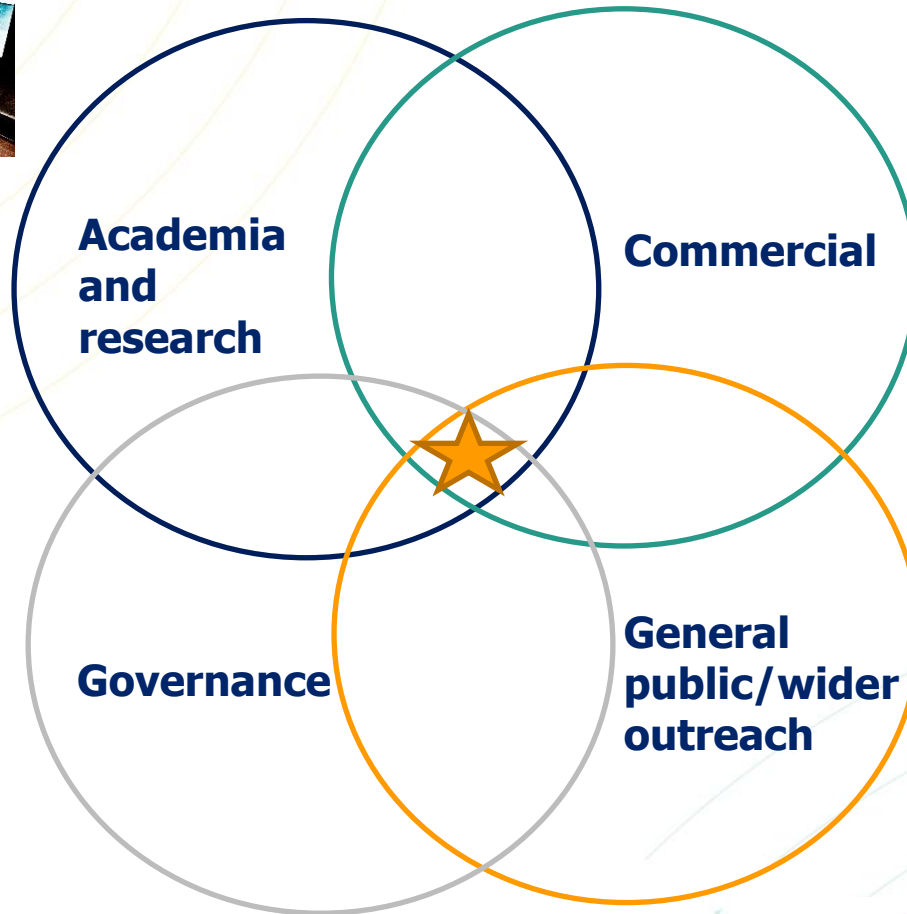 Academia
and
research
Commercial
Governance
General
public/wider
outreach